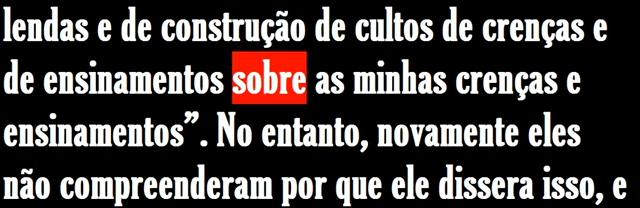 lendas e de construção de cultos de crenças e
de ensinamentos sobre as minhas crenças e
ensinamentos”. No entanto, novamente eles
não compreenderam por que ele dissera isso, e